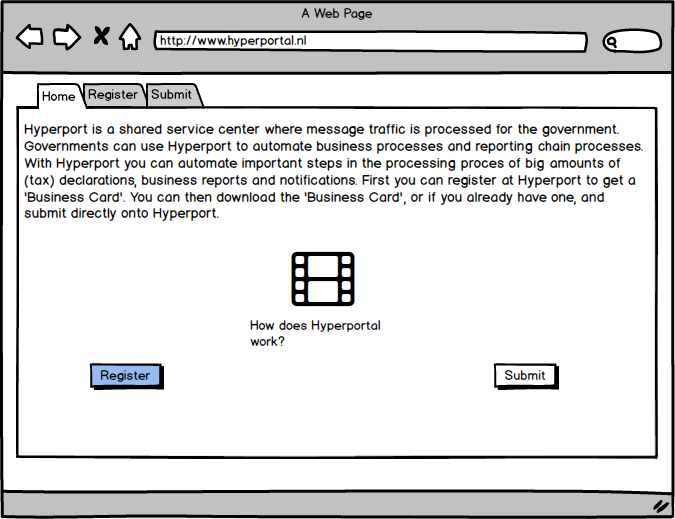 A Web Page
http://www.hyperportal.nl
Home Register Submit
Hyperport is a shared service center where message traffic is processed for the government.
Governments can use Hyperport to automate business processes and reporting chain processes.
With Hyperport you can automate important steps in the processing proces of big amounts of
(tax) declarations, business reports and notifications. First you can register at Hyperport to get a
'Business Card'. You can then download the 'Business Card', or if you already have one, and
submit directly onto Hyperport.
How does Hyperportal
work?
Register
Submit